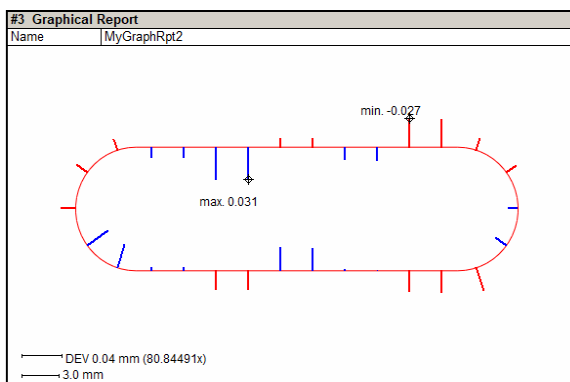 #3 Graphical Report
Name MyGraphRpt2
min. -0.027
max. 0.031
DEV 0.04 mm (80.84491x)
3.0 mm